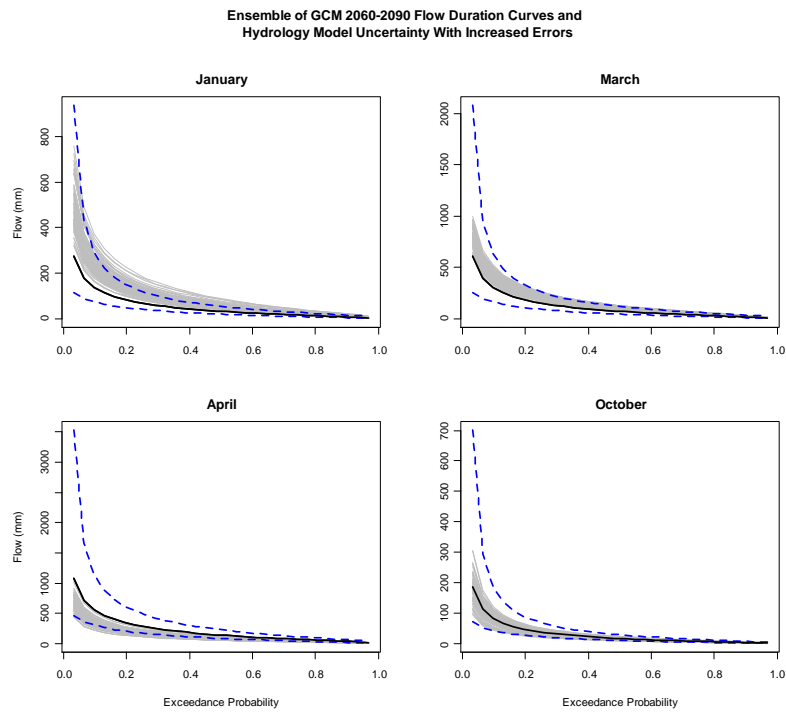 Ensemble of GCM 2060-2090 Flow Duration Curves and
Hydrology Model Uncertainty With Increased Errors
January
Flow (mm)
0 200 400 600 800
0.0 0.2 0.4 0.6 0.8 1.0
March
0 500 1000 1500 2000
0.0 0.2 0.4 0.6 0.8 1.0
April
Flow (mm)
0 500 1000 2000 3000
0.0 0.2 0.4 0.6 0.8 1.0
Exceedance Probability
October
0 100 200 300 400 500 600 700
0.0 0.2 0.4 0.6 0.8 1.0
Exceedance Probability